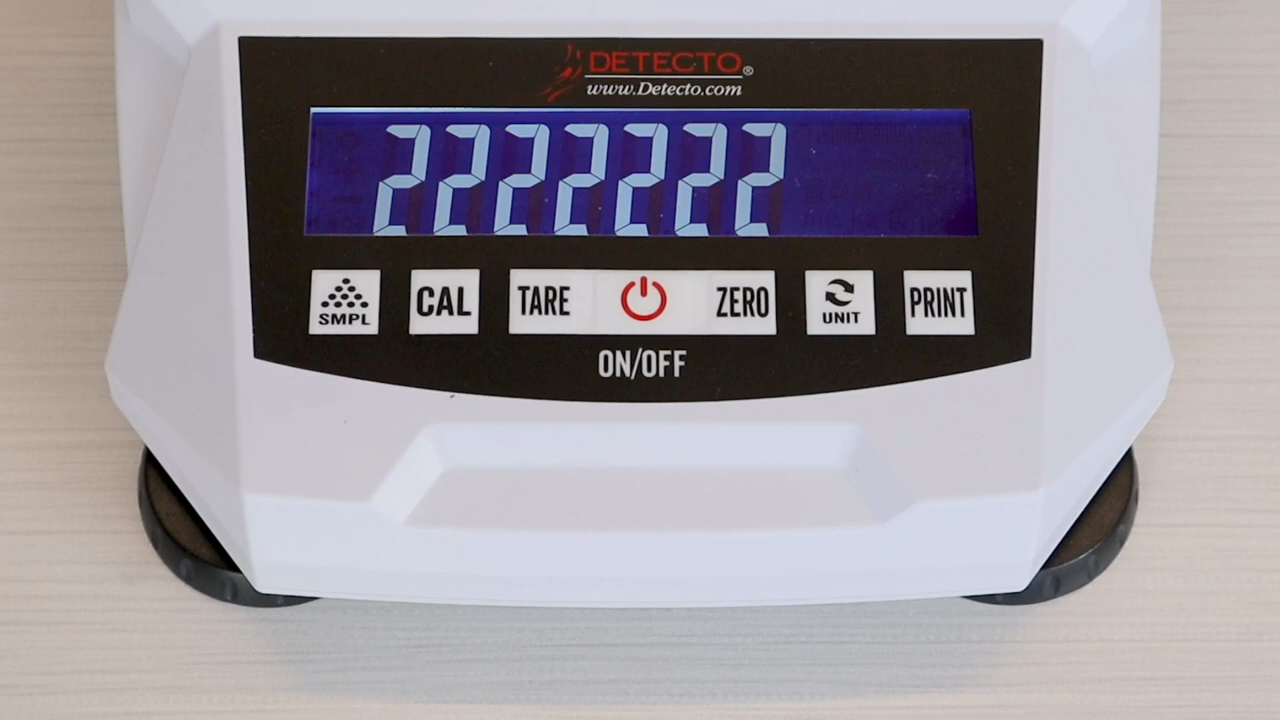 DETECTO®
www.Detecto.com
2222222
SMPL
CAL
TARE
ZERO
UNIT
PRINT
ON/OFF